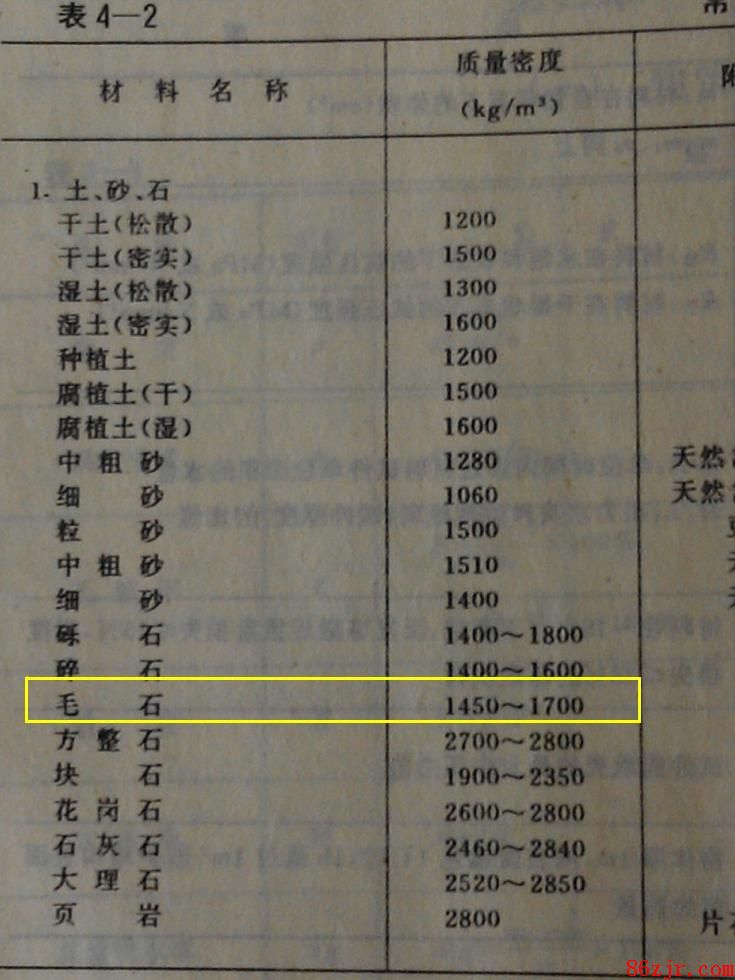 表4—2
常
材料名称 质量密度 附
(kg/m³)
1.土、砂、石
干土(松散) 1200
干土(密实) 1500
湿土(松散) 1300
湿土(密实) 1600
种植土 1200
腐植土(干) 1500
腐植土(湿) 1600
中粗砂 1280 天然含
细砂 1060 天然含
粒砂 1500
中粗砂 1510
细砂 1400
砾石 1400～1800
碎石 1400～1600
毛石 1450～1700
方整石 2700～2800
块石 1900～2350
花岗石 2600～2800
石灰石 2460～2840
大理石 2520～2850
页岩 2800 片
86zjr.com